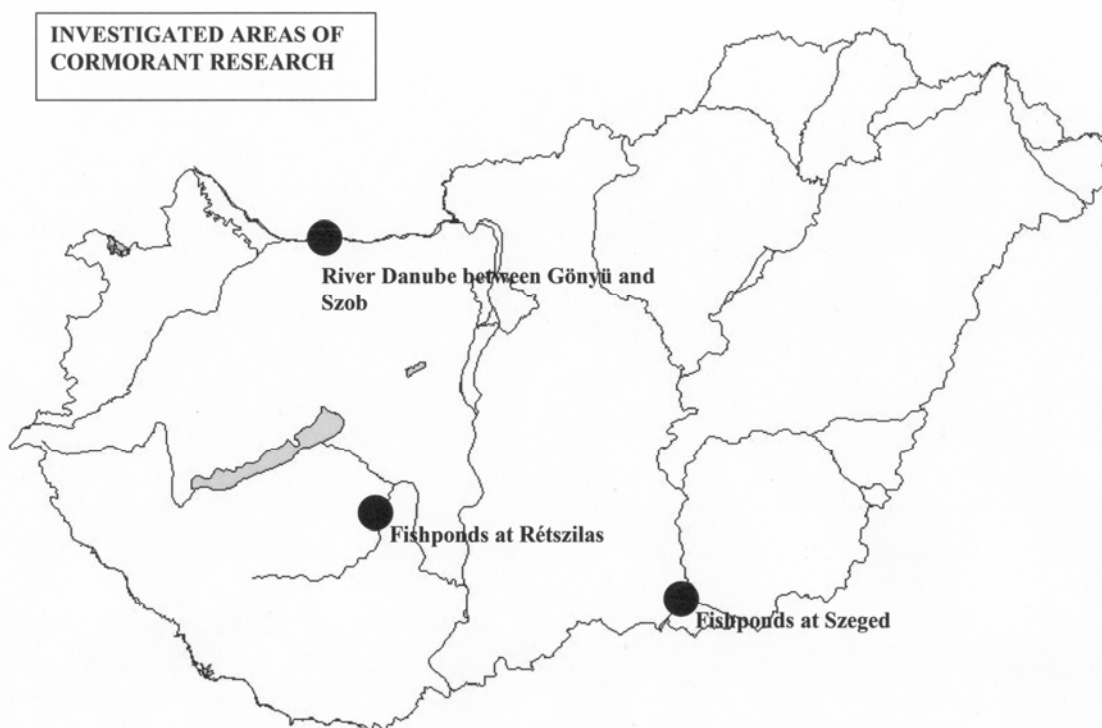 INVESTIGATED AREAS OF
CORMORANT RESEARCH
River Danube between Gönyü and
Szob
Fishponds at Rétszilas
Fishponds at Szeged